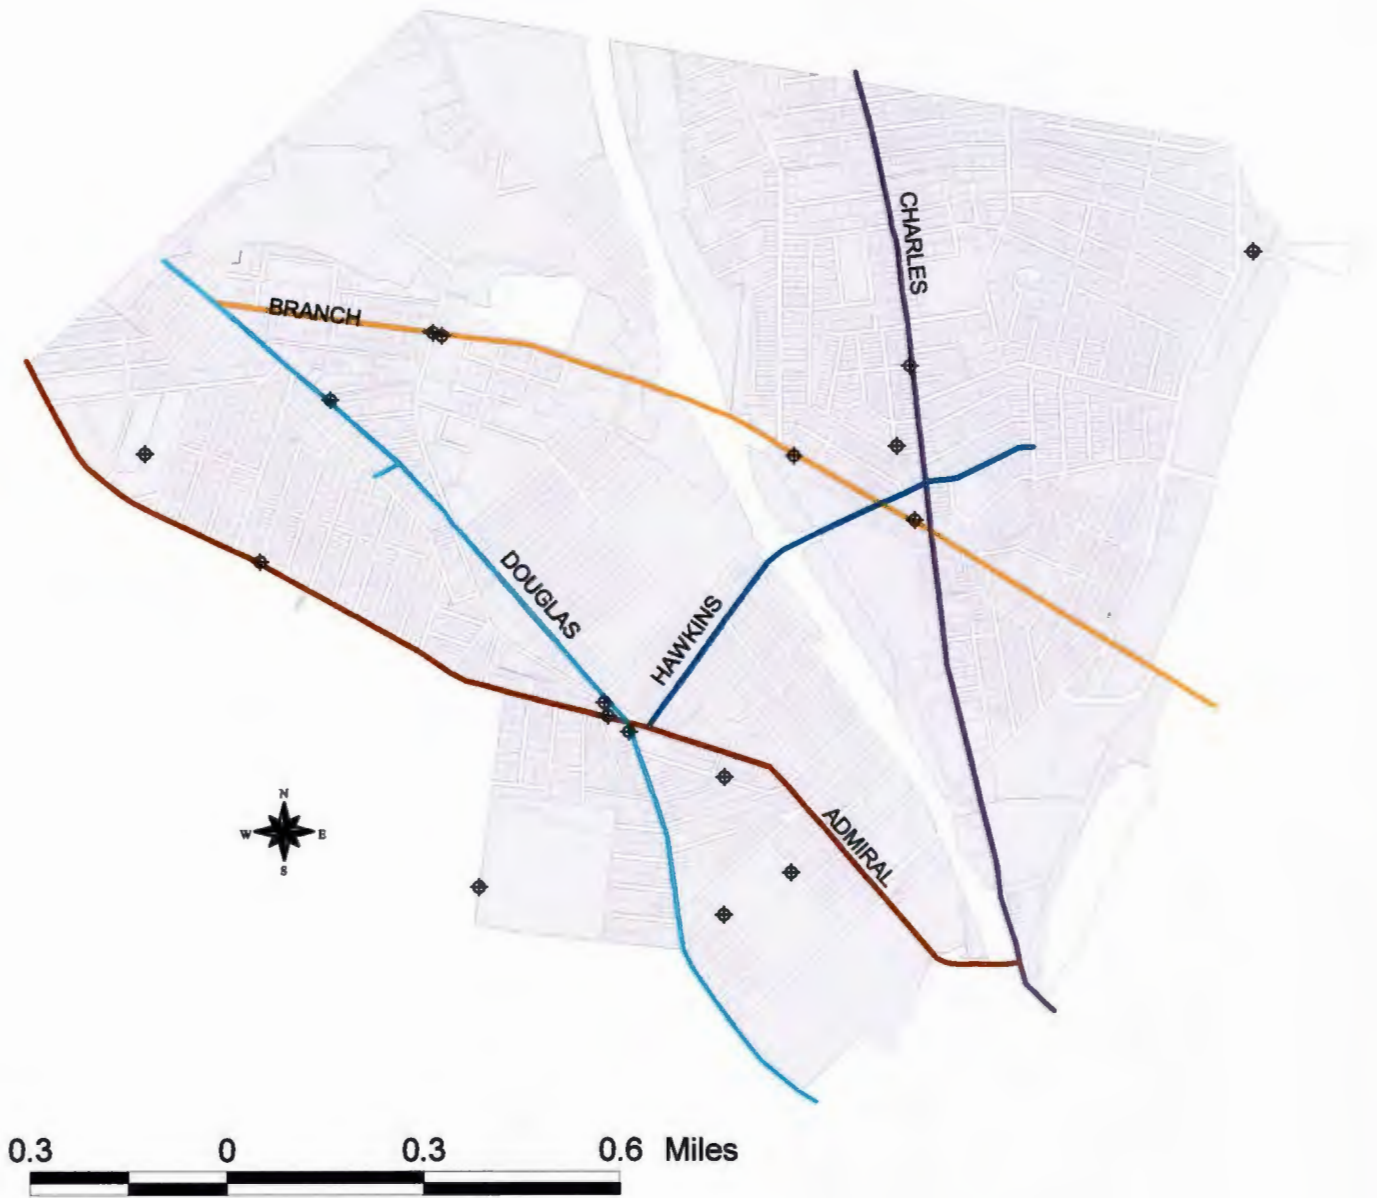 CHARLES
BRANCH
DOUGLAS
HAWKINS
ADMIRAL
N
W E
S
0.3 0 0.3 0.6 Miles